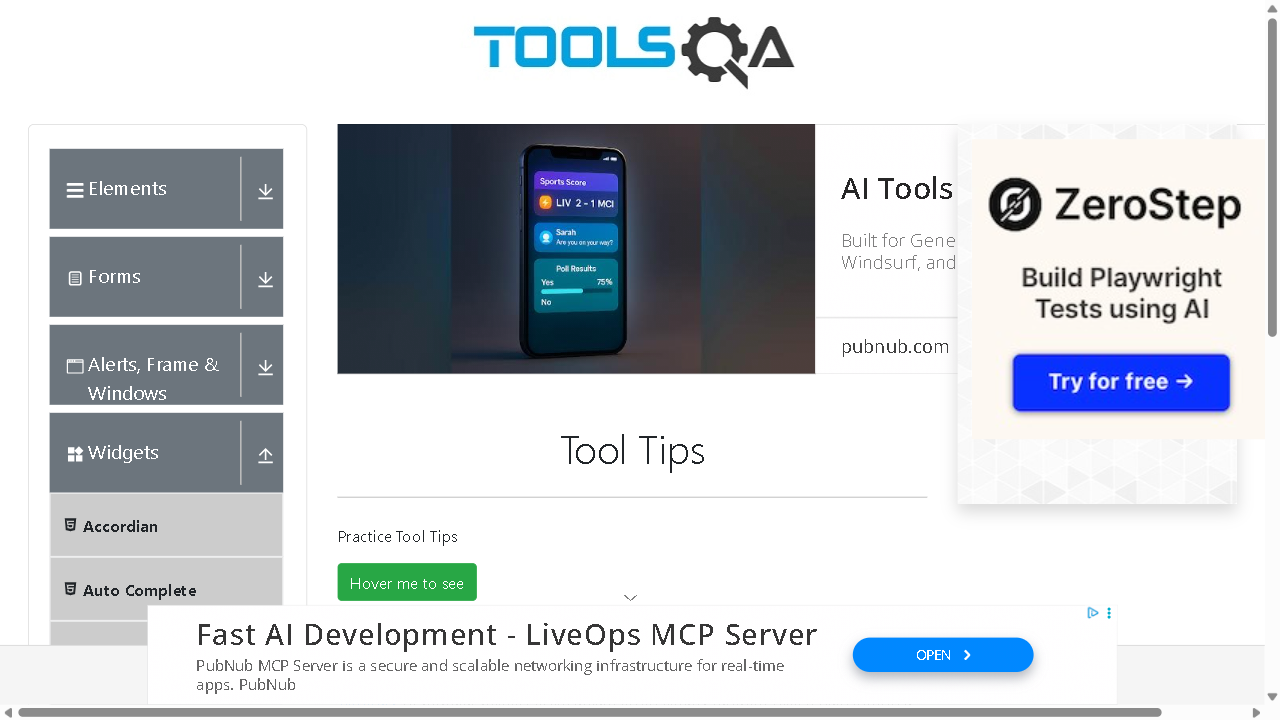 TOOLSQA
Elements
Forms
Alerts, Frame &
Windows
Widgets
Accordian
Auto Complete
Sports Score
LIV 2 - 1 MCI
Sarah
Are you on your way?
Poll Results
Yes 75%
No
AI Tools
Built for Gene
Windsurf, and
pubnub.com
ZeroStep
Build Playwright
Tests using AI
Try for free →
Tool Tips
Practice Tool Tips
Hover me to see
Fast AI Development - LiveOps MCP Server
PubNub MCP Server is a secure and scalable networking infrastructure for real-time
apps. PubNub
OPEN